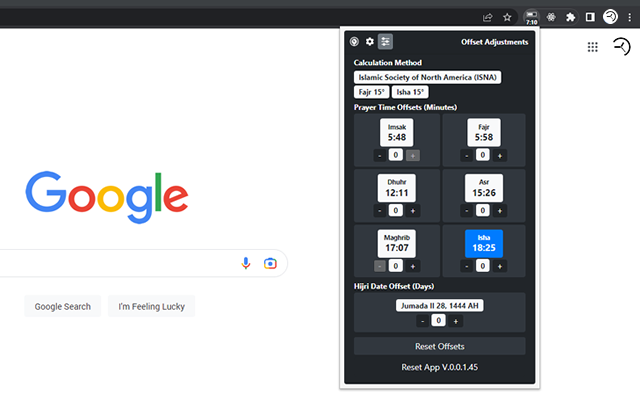 7:10
Offset Adjustments
Calculation Method
Islamic Society of North America (ISNA)
Fajr 15° Isha 15°
Prayer Time Offsets (Minutes)
Imsak Fajr
5:48 5:58
- 0 + - 0 +
Dhuhr Asr
12:11 15:26
- 0 + - 0 +
Maghrib Isha
17:07 18:25
- 0 + - 0 +
Hijri Date Offset (Days)
Jumada II 28, 1444 AH
- 0 +
Reset Offsets
Reset App V.0.0.1.45
Google
Google Search I'm Feeling Lucky